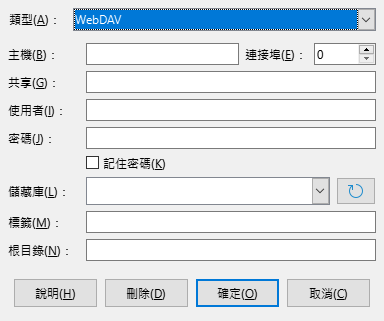 類型(A)： WebDAV
主機(B)： 連接埠(E)： 0
共享(G)：
使用者(I)：
密碼(J)：
記住密碼(K)
儲藏庫(L)：
標籤(M)：
根目錄(N)：
說明(H) 刪除(D) 確定(O) 取消(C)